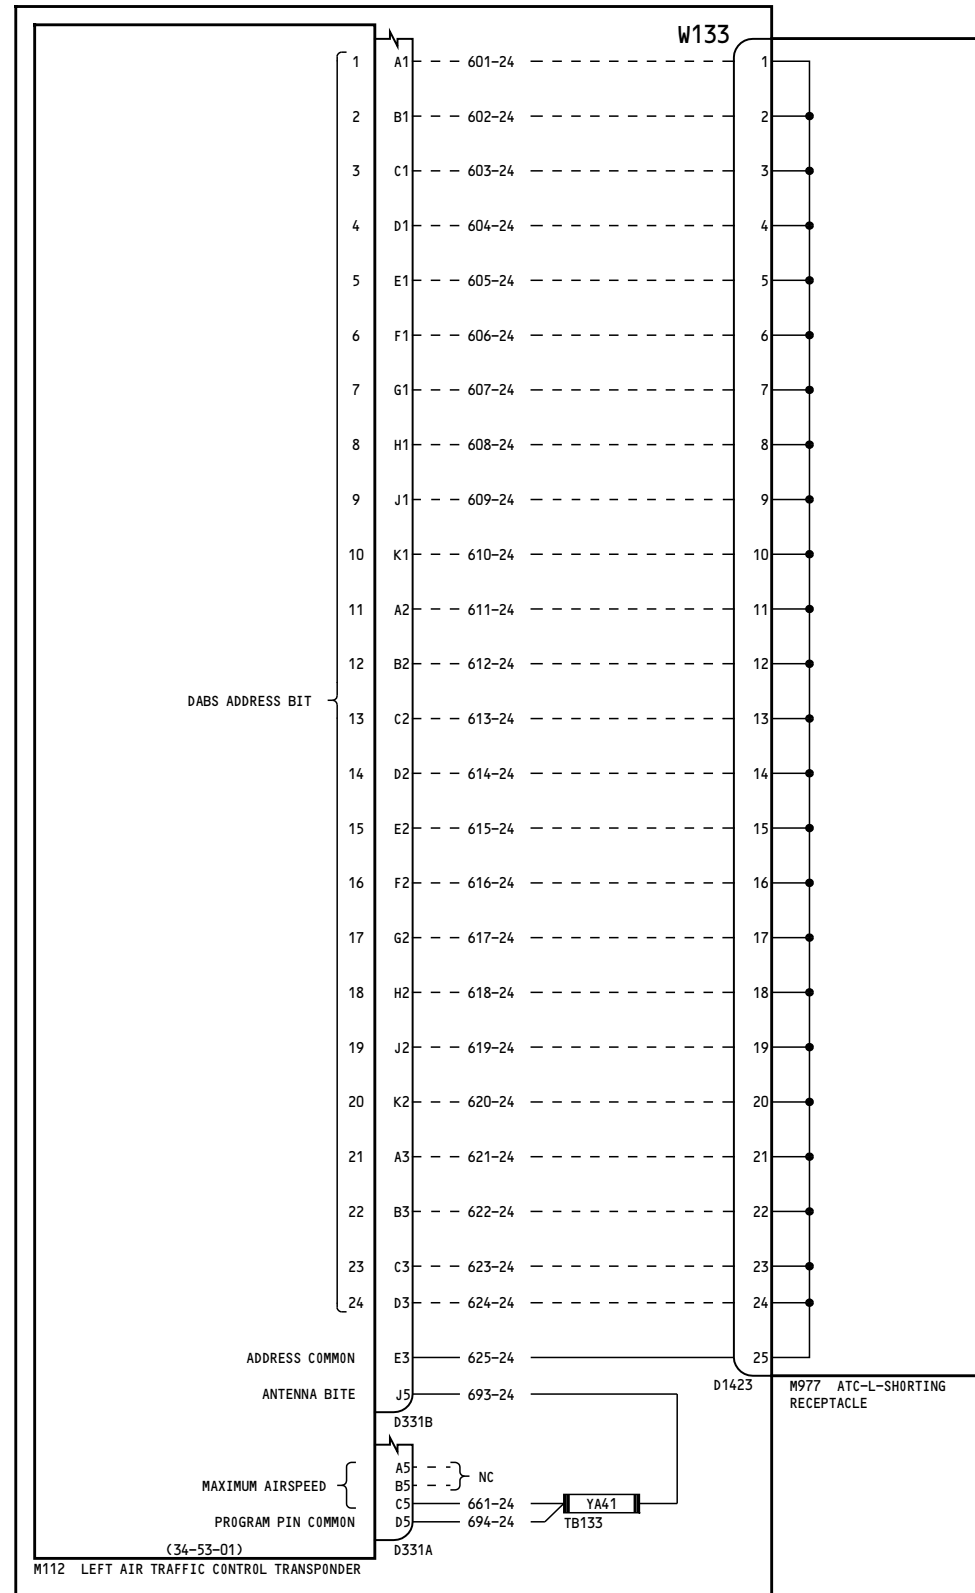 W133
1 A1 601-24 1
2 B1 602-24 2
3 C1 603-24 3
4 D1 604-24 4
5 E1 605-24 5
6 F1 606-24 6
7 G1 607-24 7
8 H1 608-24 8
9 J1 609-24 9
10 K1 610-24 10
11 A2 611-24 11
12 B2 612-24 12
DABS ADDRESS BIT
13 C2 613-24 13
14 D2 614-24 14
15 E2 615-24 15
16 F2 616-24 16
17 G2 617-24 17
18 H2 618-24 18
19 J2 619-24 19
20 K2 620-24 20
21 A3 621-24 21
22 B3 622-24 22
23 C3 623-24 23
24 D3 624-24 24
ADDRESS COMMON E3 625-24 25
D1423 M977 ATC-L-SHORTING
RECEPTACLE
ANTENNA BITE J5 693-24
D331B
A5
MAXIMUM AIRSPEED NC
B5
C5 661-24 YA41
PROGRAM PIN COMMON D5 694-24 TB133
(34-53-01) D331A
M112 LEFT AIR TRAFFIC CONTROL TRANSPONDER